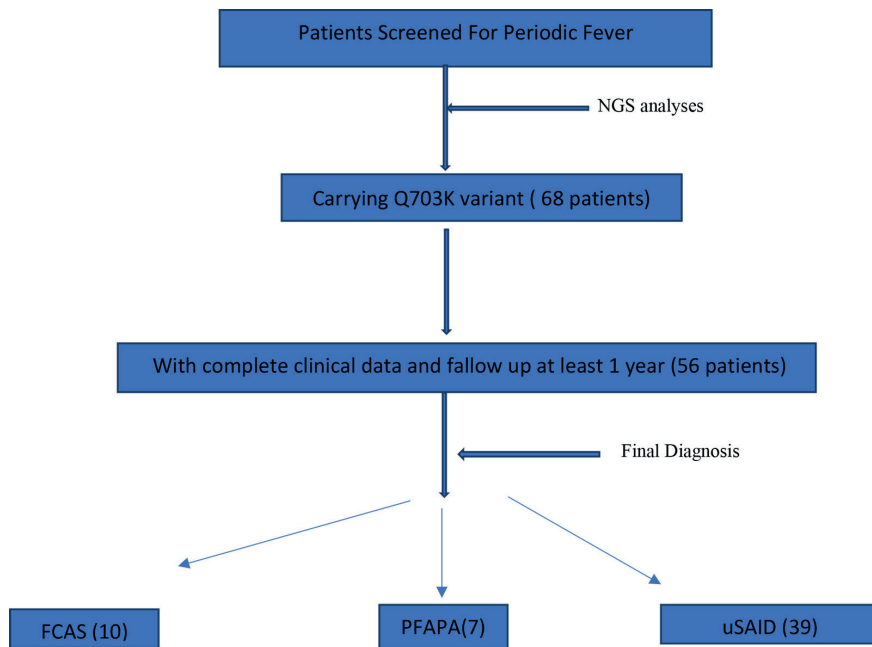 Patients Screened For Periodic Fever
NGS analyses
Carrying Q703K variant ( 68 patients)
With complete clinical data and fallow up at least 1 year (56 patients)
Final Diagnosis
FCAS (10)
PFAPA(7)
uSAID (39)